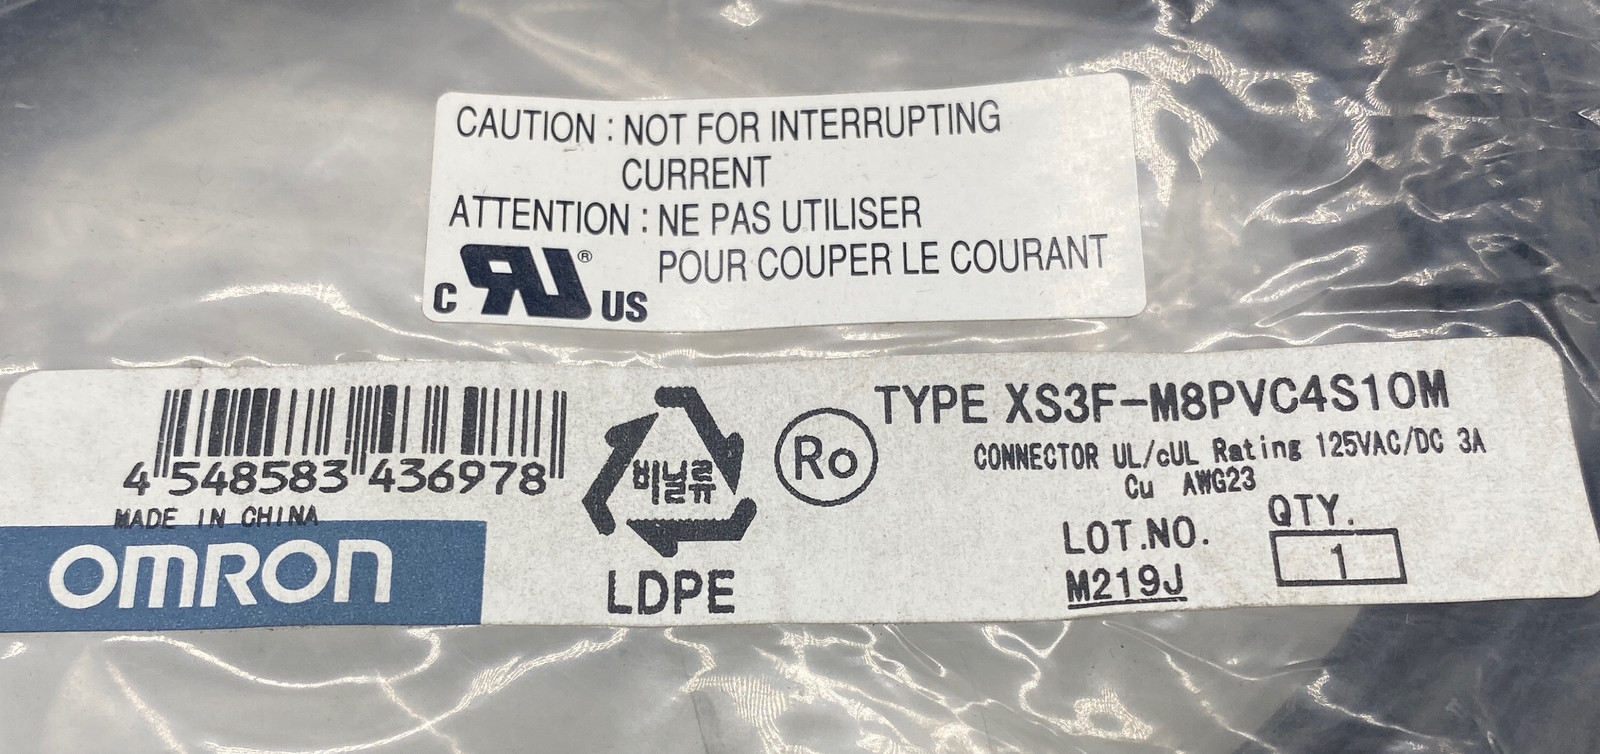 CAUTION : NOT FOR INTERRUPTING
CURRENT
ATTENTION : NE PAS UTILISER
POUR COUPER LE COURANT
C RU ® US
4 548583 436978
MADE IN CHINA
OMRON
비닐류
LDPE
Ro
TYPE XS3F-M8PVC4S10M
CONNECTOR UL/cUL Rating 125VAC/DC 3A
Cu AWG23
LOT.NO.
M219J
QTY.
1